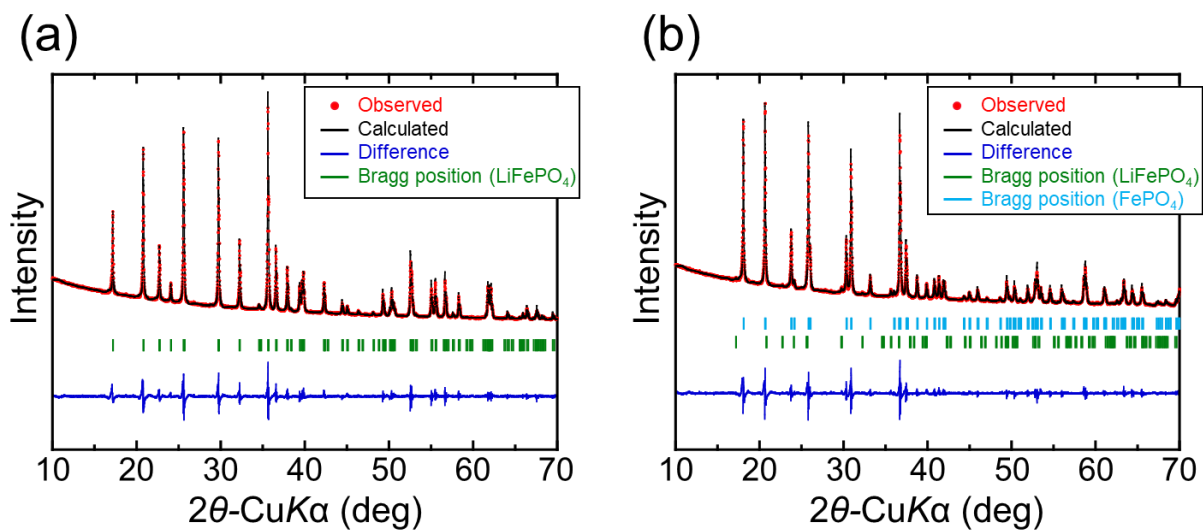 (a)
Observed
Calculated
Difference
Bragg position (LiFePO₄)
Intensity
10 20 30 40 50 60 70
2θ-CuKα (deg)
(b)
Observed
Calculated
Difference
Bragg position (LiFePO₄)
Bragg position (FePO₄)
Intensity
10 20 30 40 50 60 70
2θ-CuKα (deg)